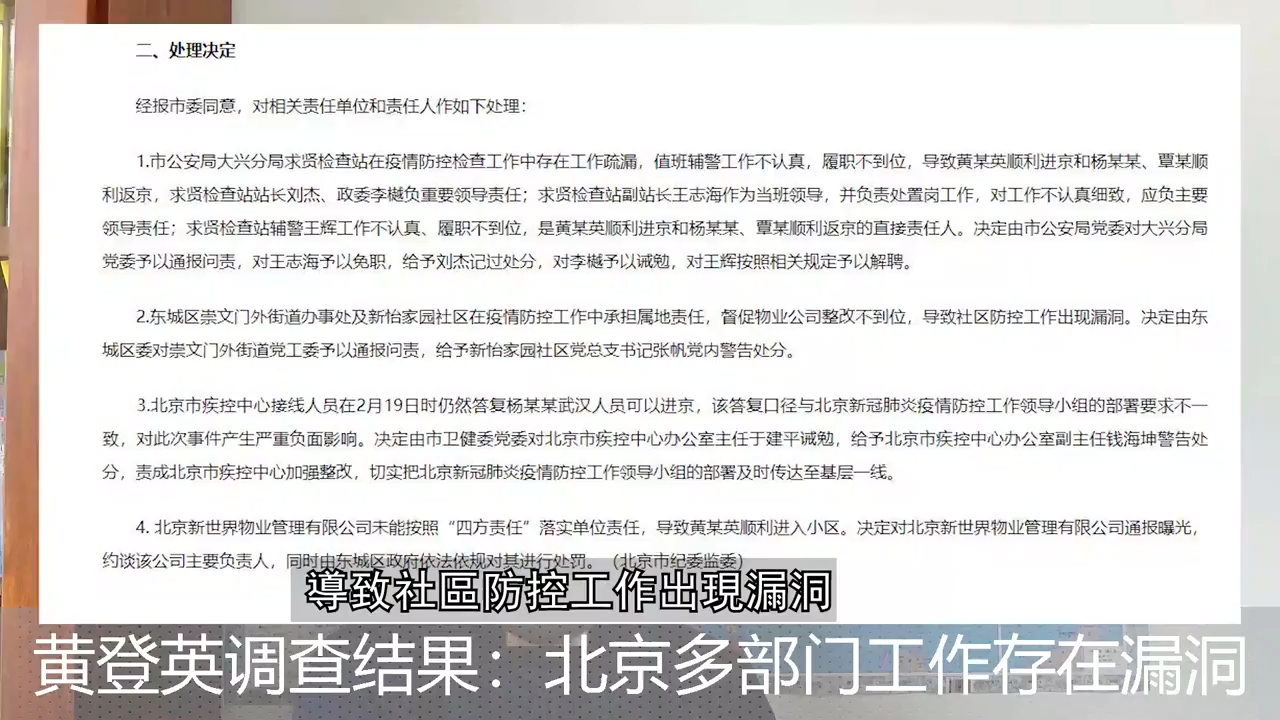 二、处理决定
经报市委同意，对相关责任单位和责任人作如下处理：
1.市公安局大兴分局求贤检查站在疫情防控检查工作中存在工作疏漏，值班辅警工作不认真，履职不到位，导致黄某英顺利进京和杨某某、覃某顺
利返京，求贤检查站站长刘杰、政委李樾负重要领导责任；求贤检查站副站长王志海作为当班领导，并负责处置岗工作，对工作不认真细致，应负主要
领导责任；求贤检查站辅警王辉工作不认真、履职不到位，是黄某英顺利进京和杨某某、覃某顺利返京的直接责任人。决定由市公安局党委对大兴分局
党委予以通报问责，对王志海予以免职，给予刘杰记过处分，对李樾予以诫勉，对王辉按照相关规定予以解聘。
2.东城区崇文门外街道办事处及新怡家园社区在疫情防控工作中承担属地责任，督促物业公司整改不到位，导致社区防控工作出现漏洞。决定由东
城区委对崇文门外街道党工委予以通报问责，给予新怡家园社区党总支书记张帆党内警告处分。
3.北京市疾控中心接线人员在2月19日时仍然答复杨某某武汉人员可以进京，该答复口径与北京新冠肺炎疫情防控工作领导小组的部署要求不一
致，对此次事件产生严重负面影响。决定由市卫健委党委对北京市疾控中心办公室主任于建平诫勉，给予北京市疾控中心办公室副主任钱海坤警告处
分，责成北京市疾控中心加强整改，切实把北京新冠肺炎疫情防控工作领导小组的部署及时传达至基层一线。
4. 北京新世界物业管理有限公司未能按照“四方责任”落实单位责任，导致黄某英顺利进入小区。决定对北京新世界物业管理有限公司通报曝光，
约谈该公司主要负责人，同时由东城区政府依法依规对其进行处罚。（北京市纪委监委）
導致社區防控工作出現漏洞
黄登英调查结果：北京多部门工作存在漏洞